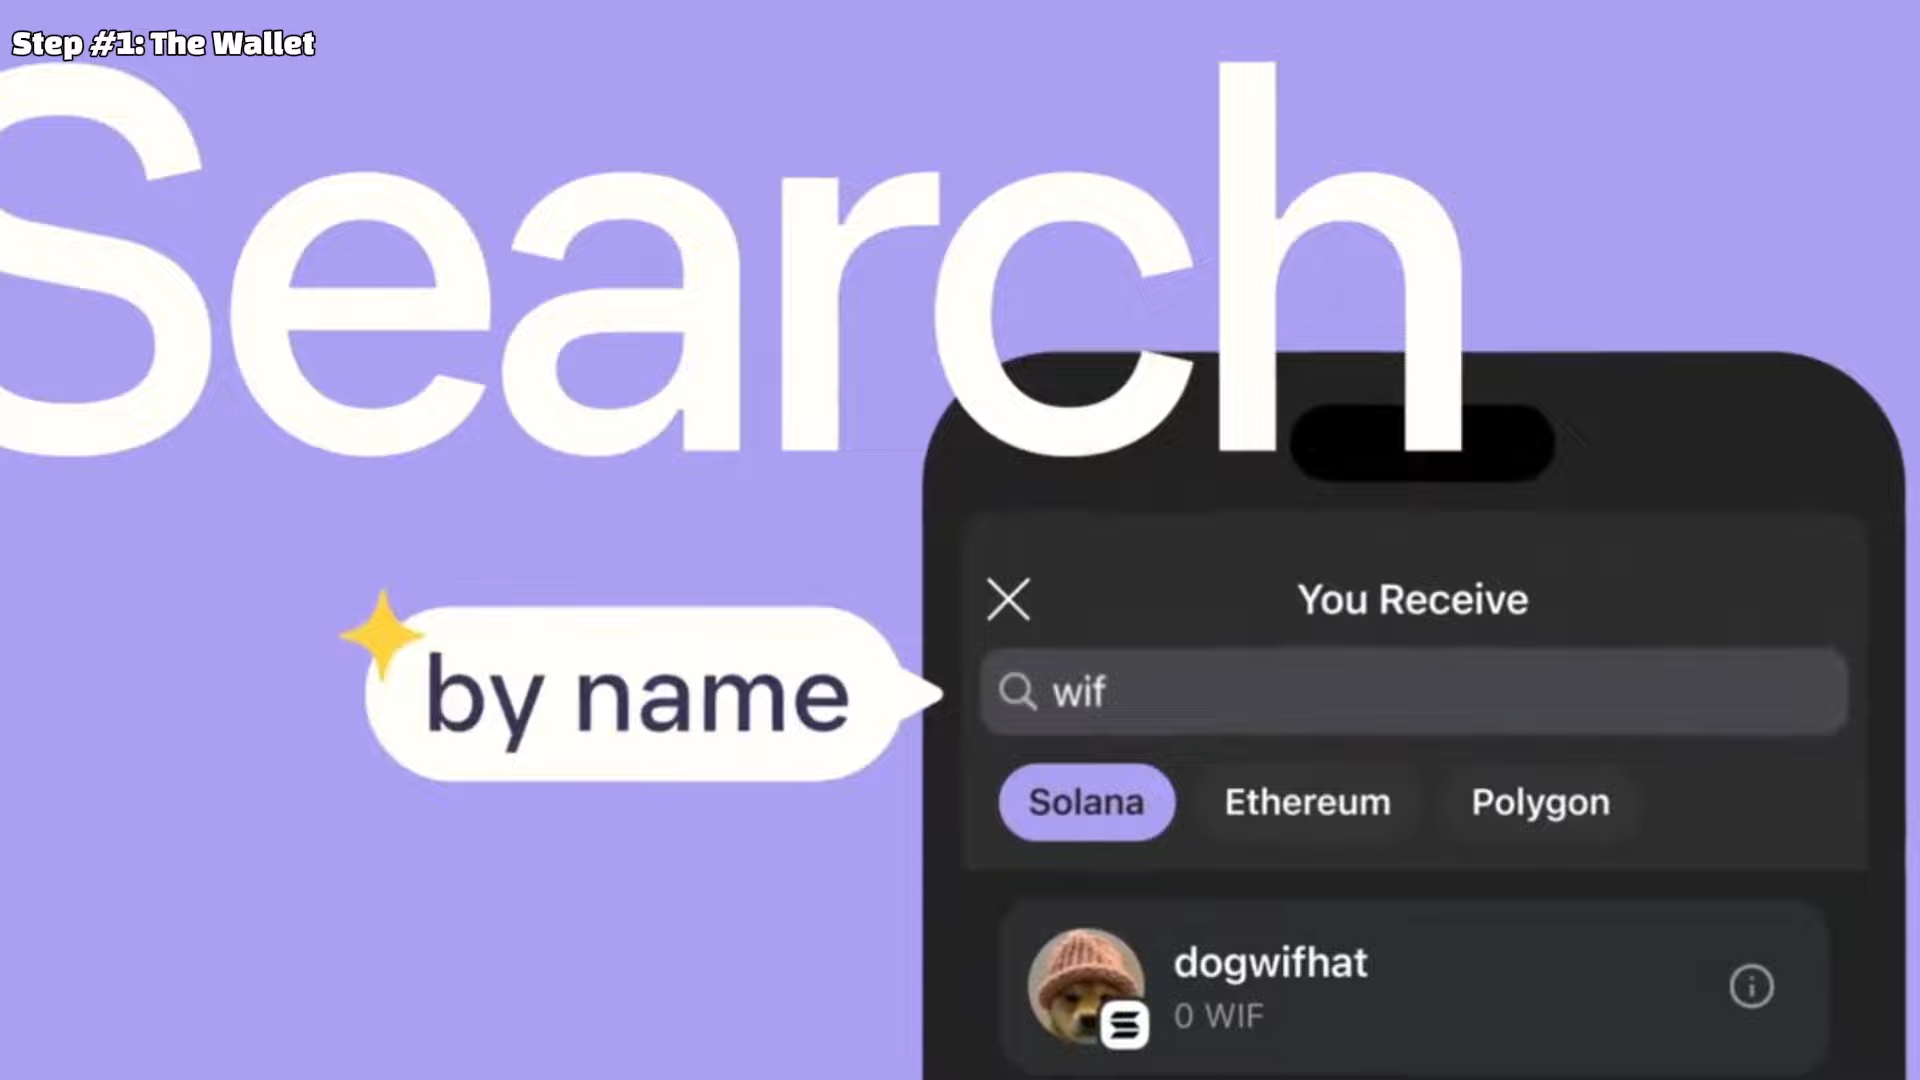 Step #1: The Wallet
Search
by name
You Receive
wif
Solana Ethereum Polygon
dogwifhat
0 WIF